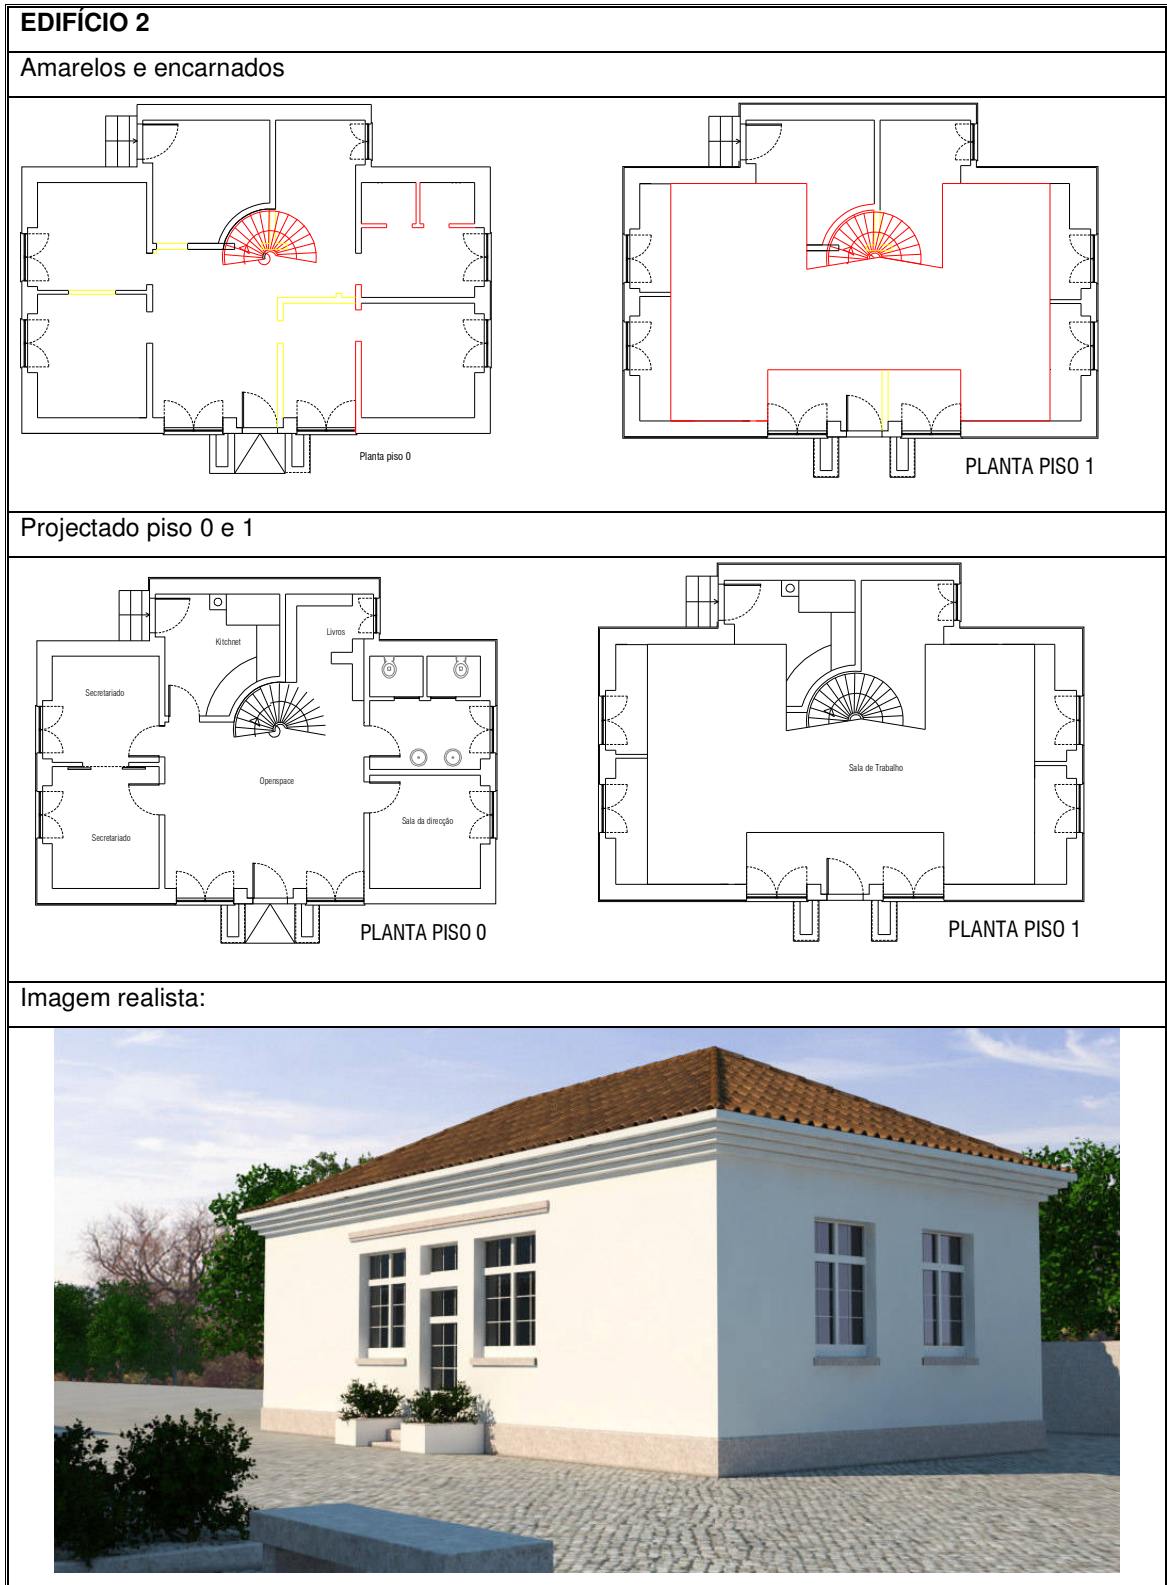 EDIFÍCIO 2
Amarelos e encarnados
Planta piso 0
PLANTA PISO 1
Projectado piso 0 e 1
Kitchnet
Livros
Secretariado
Openspace
Secretariado
Sala da direcção
PLANTA PISO 0
Sala de Trabalho
PLANTA PISO 1
Imagem realista: